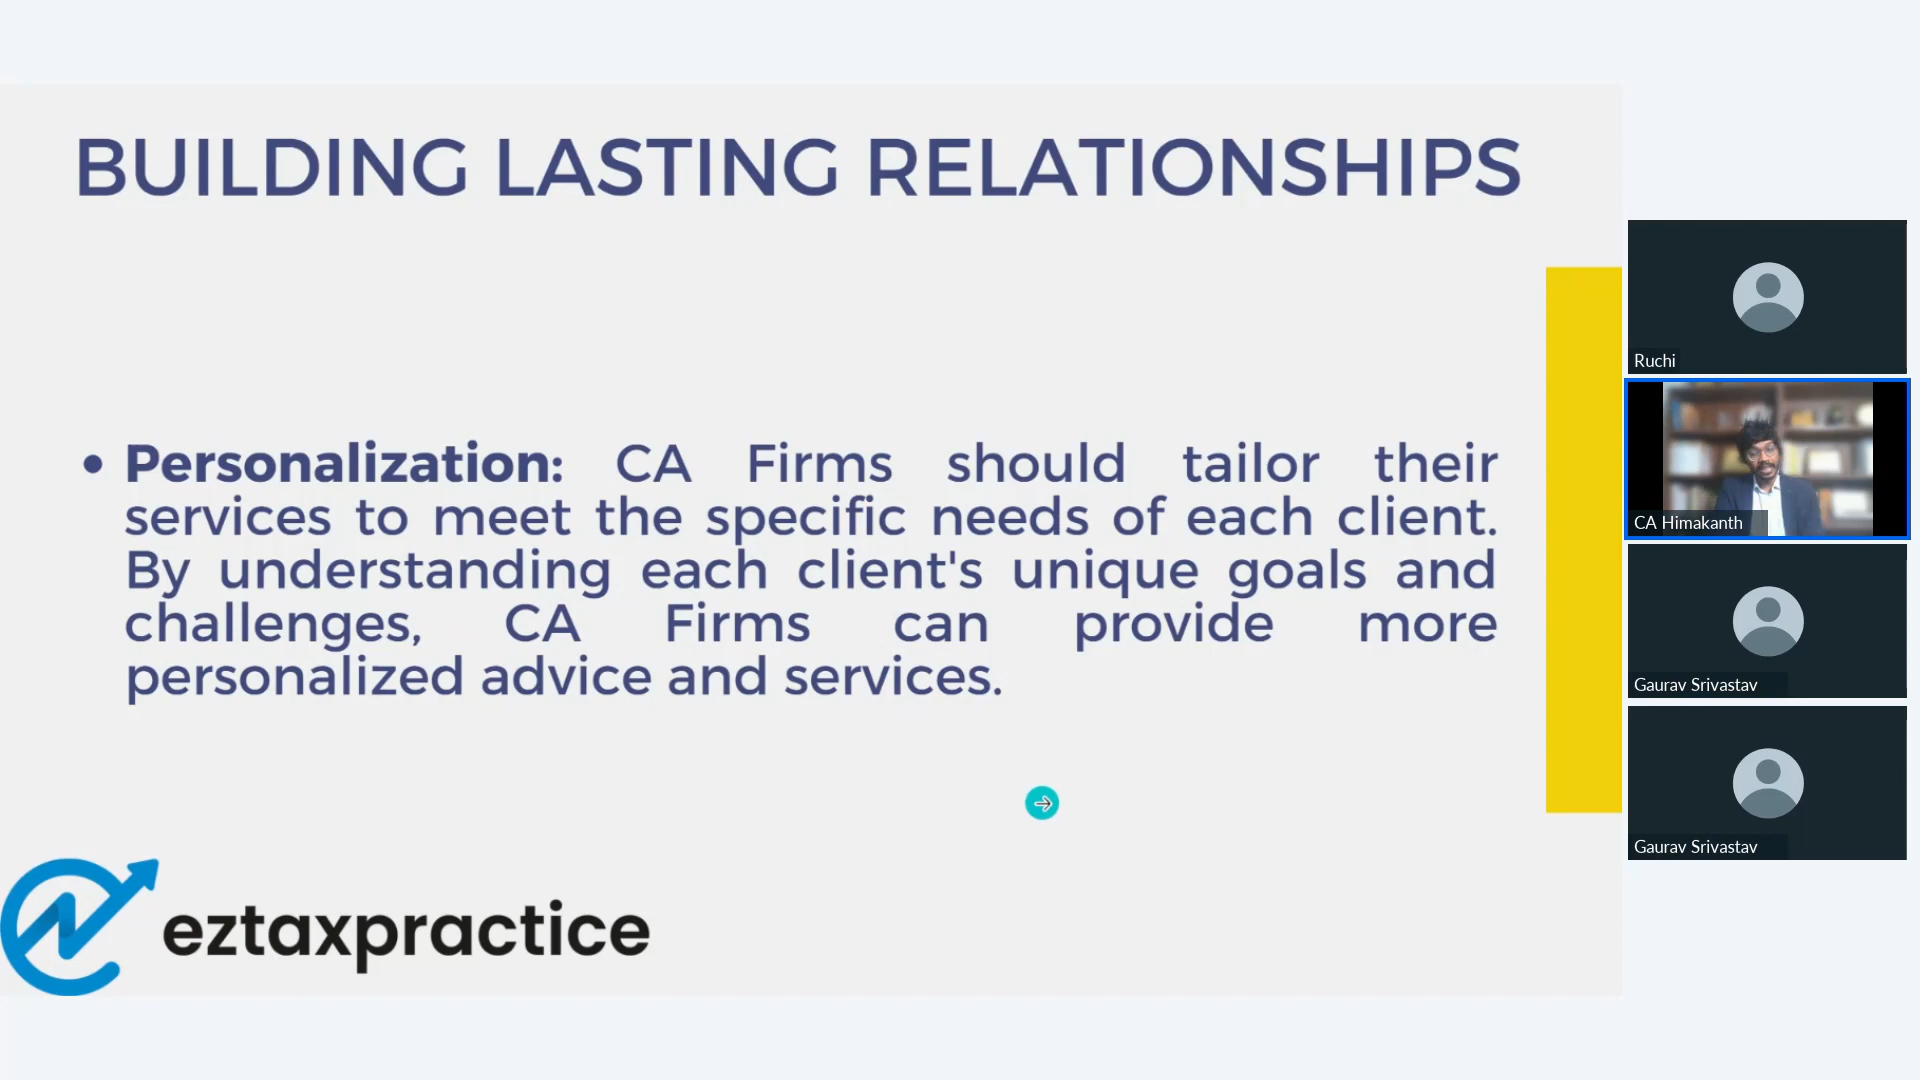 BUILDING LASTING RELATIONSHIPS
• Personalization: CA Firms should tailor their
services to meet the specific needs of each client.
By understanding each client's unique goals and
challenges, CA Firms can provide more
personalized advice and services.
eztaxpractice
Ruchi
CA Himakanth
Gaurav Srivastav
Gaurav Srivastav